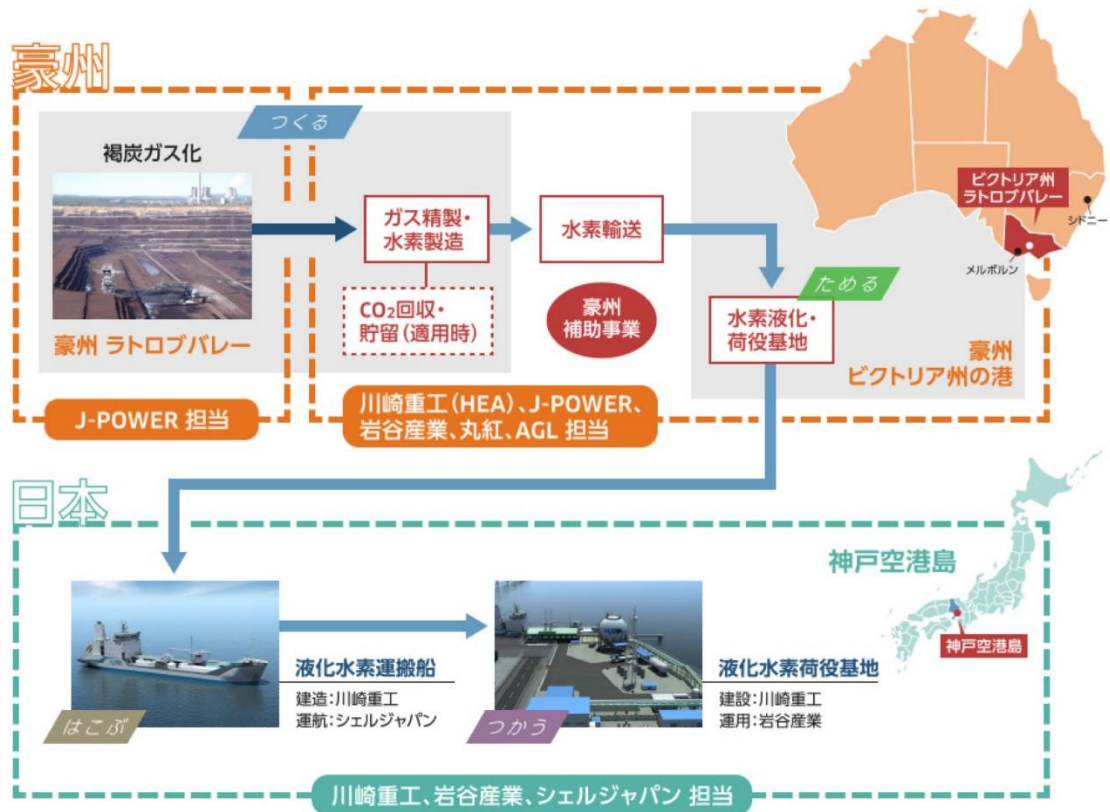 豪州
つくる
褐炭ガス化
ガス精製・
水素製造
CO₂回収・
貯留(適用時)
水素輸送
豪州
補助事業
ためる
水素液化・
荷役基地
ビクトリア州
ラトロブバレー
シドニー
メルボルン
豪州 ラトロブバレー
豪州
ビクトリア州の港
J-POWER 担当
川崎重工(HEA)、J-POWER、
岩谷産業、丸紅、AGL 担当
日本
神戸空港島
神戸空港島
液化水素運搬船
建造:川崎重工
運航:シェルジャパン
はこぶ
液化水素荷役基地
建設:川崎重工
運用:岩谷産業
つかう
川崎重工、岩谷産業、シェルジャパン 担当